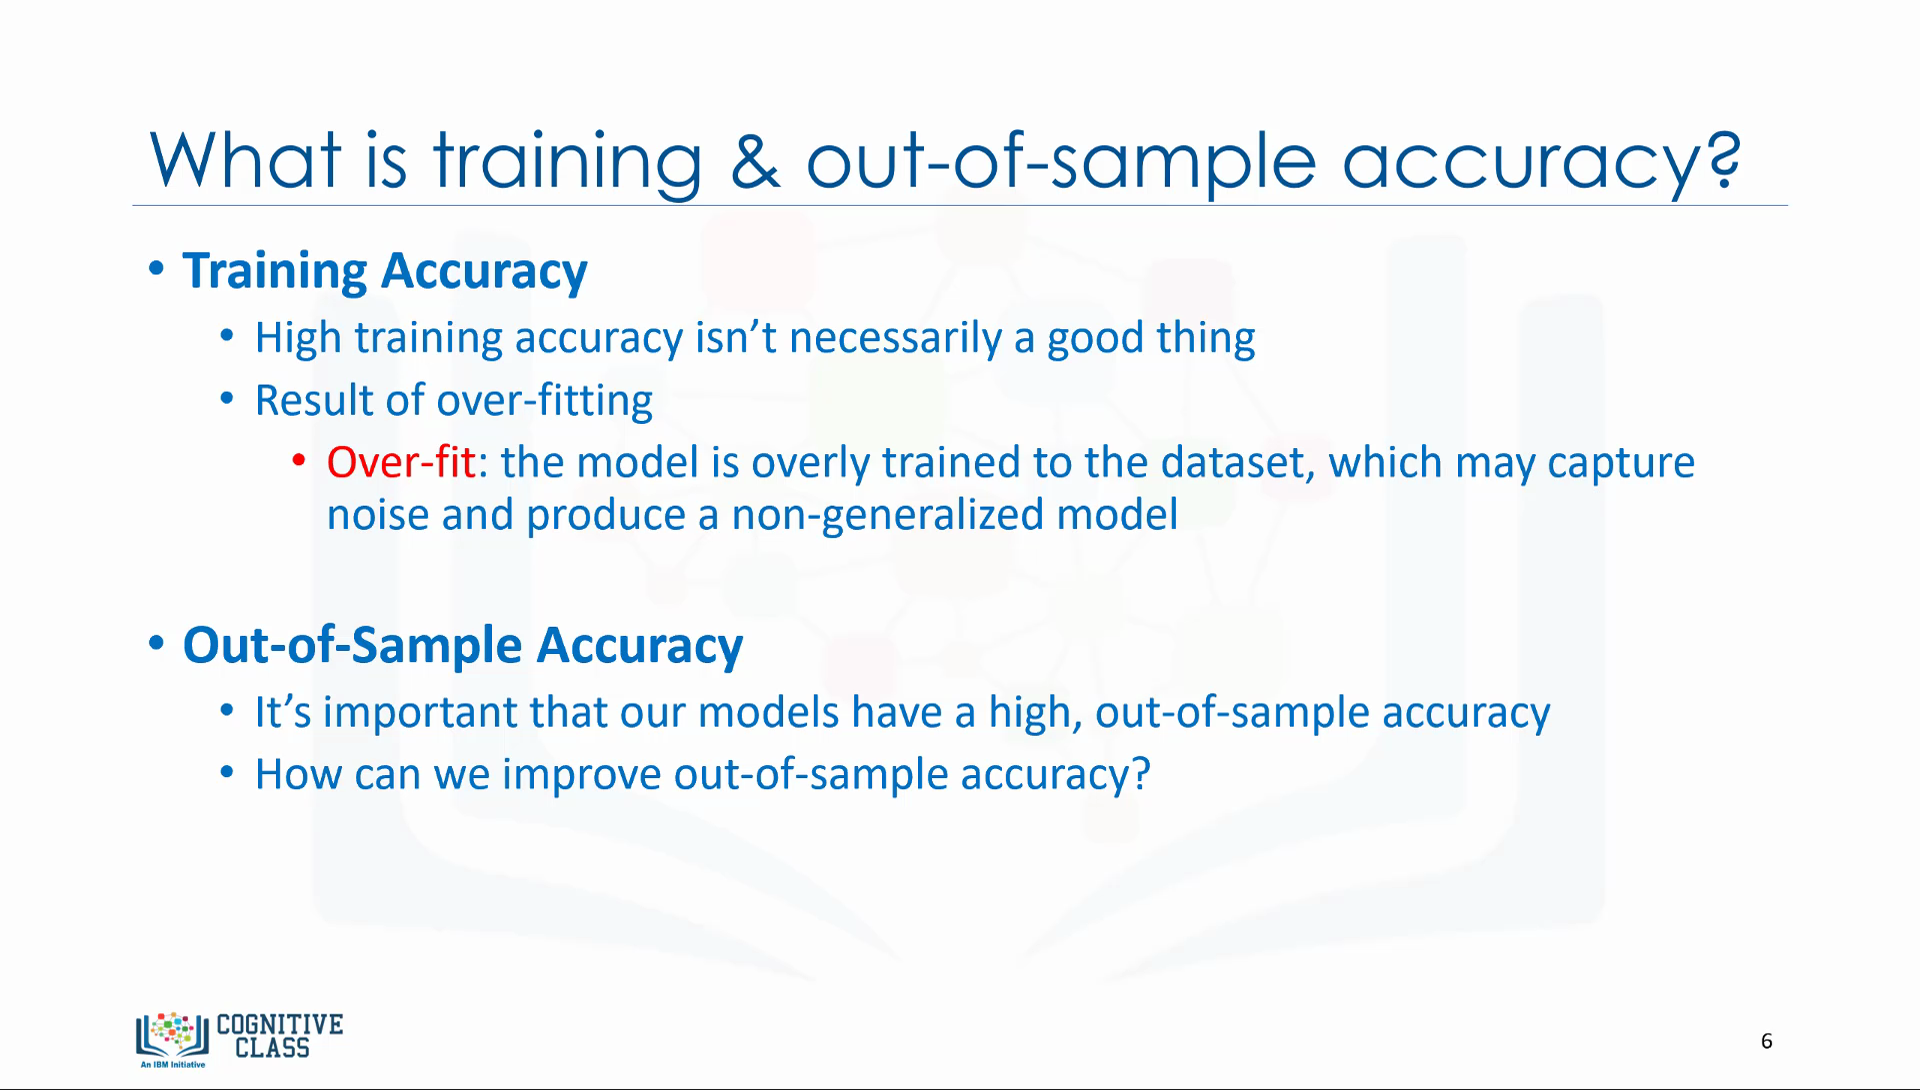 What is training & out-of-sample accuracy?
• Training Accuracy
• High training accuracy isn’t necessarily a good thing
• Result of over-fitting
• Over-fit: the model is overly trained to the dataset, which may capture
noise and produce a non-generalized model
• Out-of-Sample Accuracy
• It’s important that our models have a high, out-of-sample accuracy
• How can we improve out-of-sample accuracy?
COGNITIVE
CLASS
An IBM Initiative
6